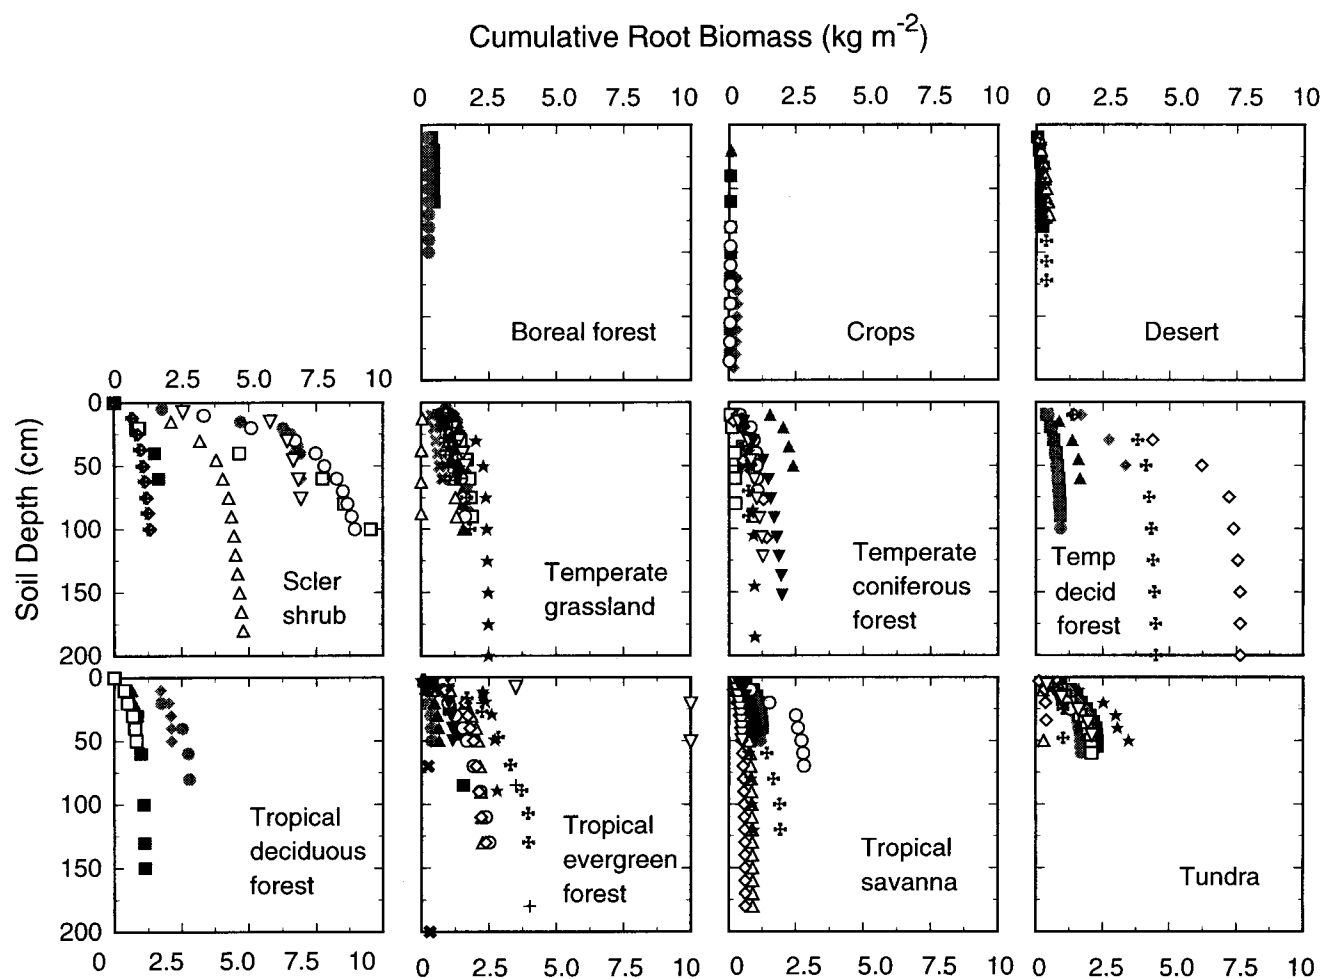 Cumulative Root Biomass (kg m-2)
0 2.5 5.0 7.5 10 0 2.5 5.0 7.5 10 0 2.5 5.0 7.5 10
Boreal forest
Crops
Desert
0 2.5 5.0 7.5 10
Soil Depth (cm)
0
50
100
150
200
Scler
shrub
Temperate
grassland
Temperate
coniferous
forest
Temp
decid
forest
0
50
100
150
200
Tropical
deciduous
forest
Tropical
evergreen
forest
Tropical
savanna
Tundra
0 2.5 5.0 7.5 10 0 2.5 5.0 7.5 10 0 2.5 5.0 7.5 10 0 2.5 5.0 7.5 10